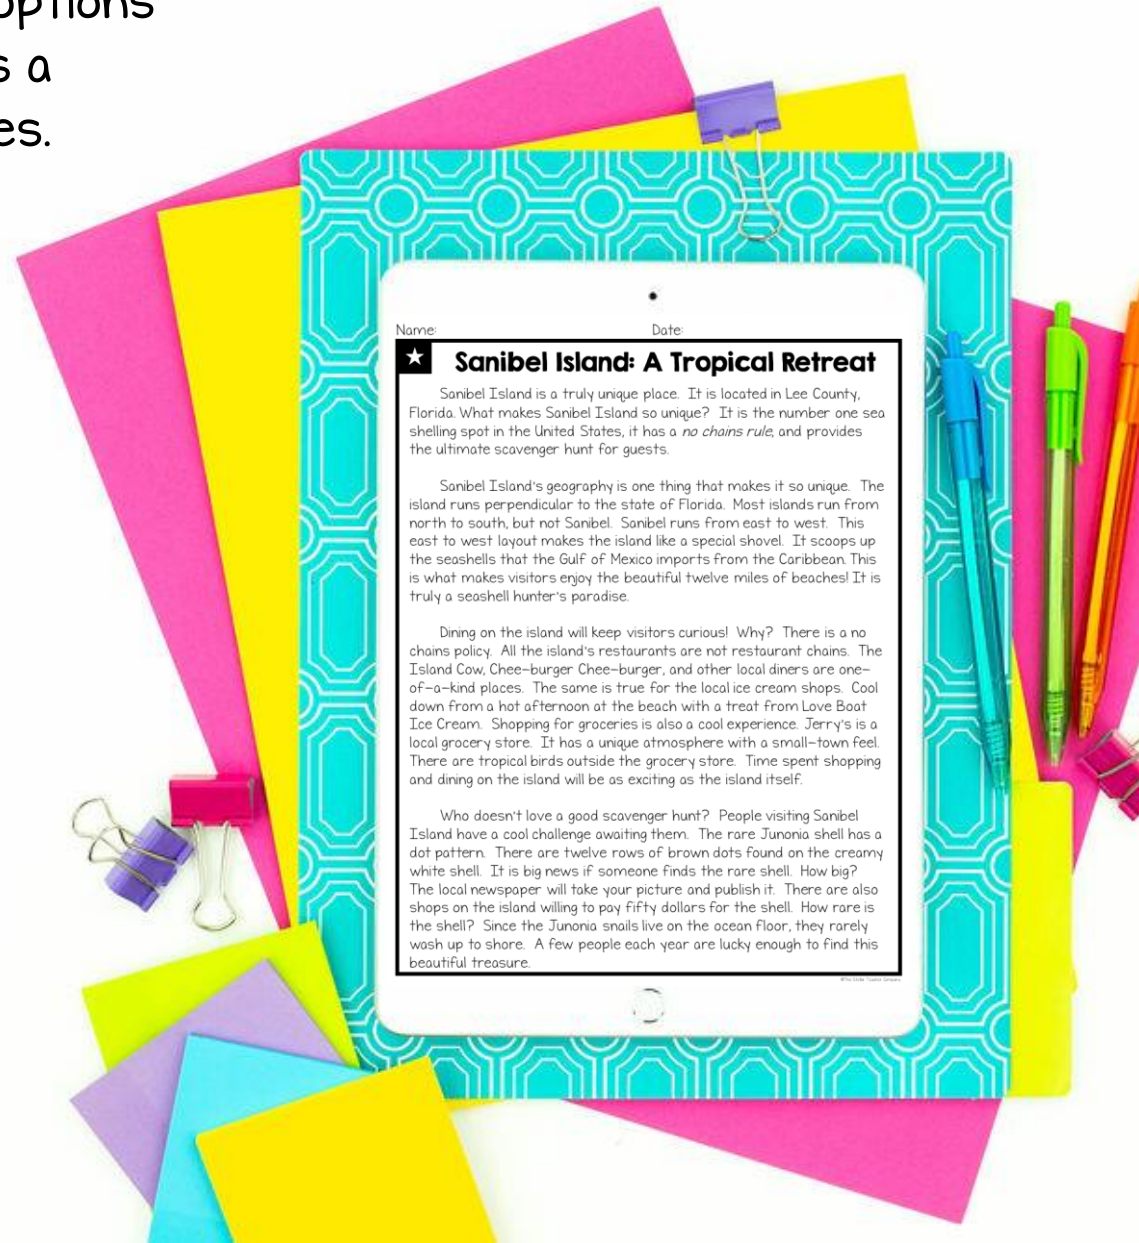 options
s a
es.
Name:
Date:
Sanibel Island: A Tropical Retreat
Sanibel Island is a truly unique place. It is located in Lee County,
Florida. What makes Sanibel Island so unique? It is the number one sea
shelling spot in the United States, it has a no chains rule, and provides
the ultimate scavenger hunt for guests.
Sanibel Island's geography is one thing that makes it so unique. The
island runs perpendicular to the state of Florida. Most islands run from
north to south, but not Sanibel. Sanibel runs from east to west. This
east to west layout makes the island like a special shovel. It scoops up
the seashells that the Gulf of Mexico imports from the Caribbean. This
is what makes visitors enjoy the beautiful twelve miles of beaches! It is
truly a seashell hunter's paradise.
Dining on the island will keep visitors curious! Why? There is a no
chains policy. All the island's restaurants are not restaurant chains. The
Island Cow, Chee-burger Chee-burger, and other local diners are one-
of-a-kind places. The same is true for the local ice cream shops. Cool
down from a hot afternoon at the beach with a treat from Love Boat
Ice Cream. Shopping for groceries is also a cool experience. Jerry's is a
local grocery store. It has a unique atmosphere with a small-town feel.
There are tropical birds outside the grocery store. Time spent shopping
and dining on the island will be as exciting as the island itself.
Who doesn't love a good scavenger hunt? People visiting Sanibel
Island have a cool challenge awaiting them. The rare Junonia shell has a
dot pattern. There are twelve rows of brown dots found on the creamy
white shell. It is big news if someone finds the rare shell. How big?
The local newspaper will take your picture and publish it. There are also
shops on the island willing to pay fifty dollars for the shell. How rare is
the shell? Since the Junonia snails live on the ocean floor, they rarely
wash up to shore. A few people each year are lucky enough to find this
beautiful treasure.